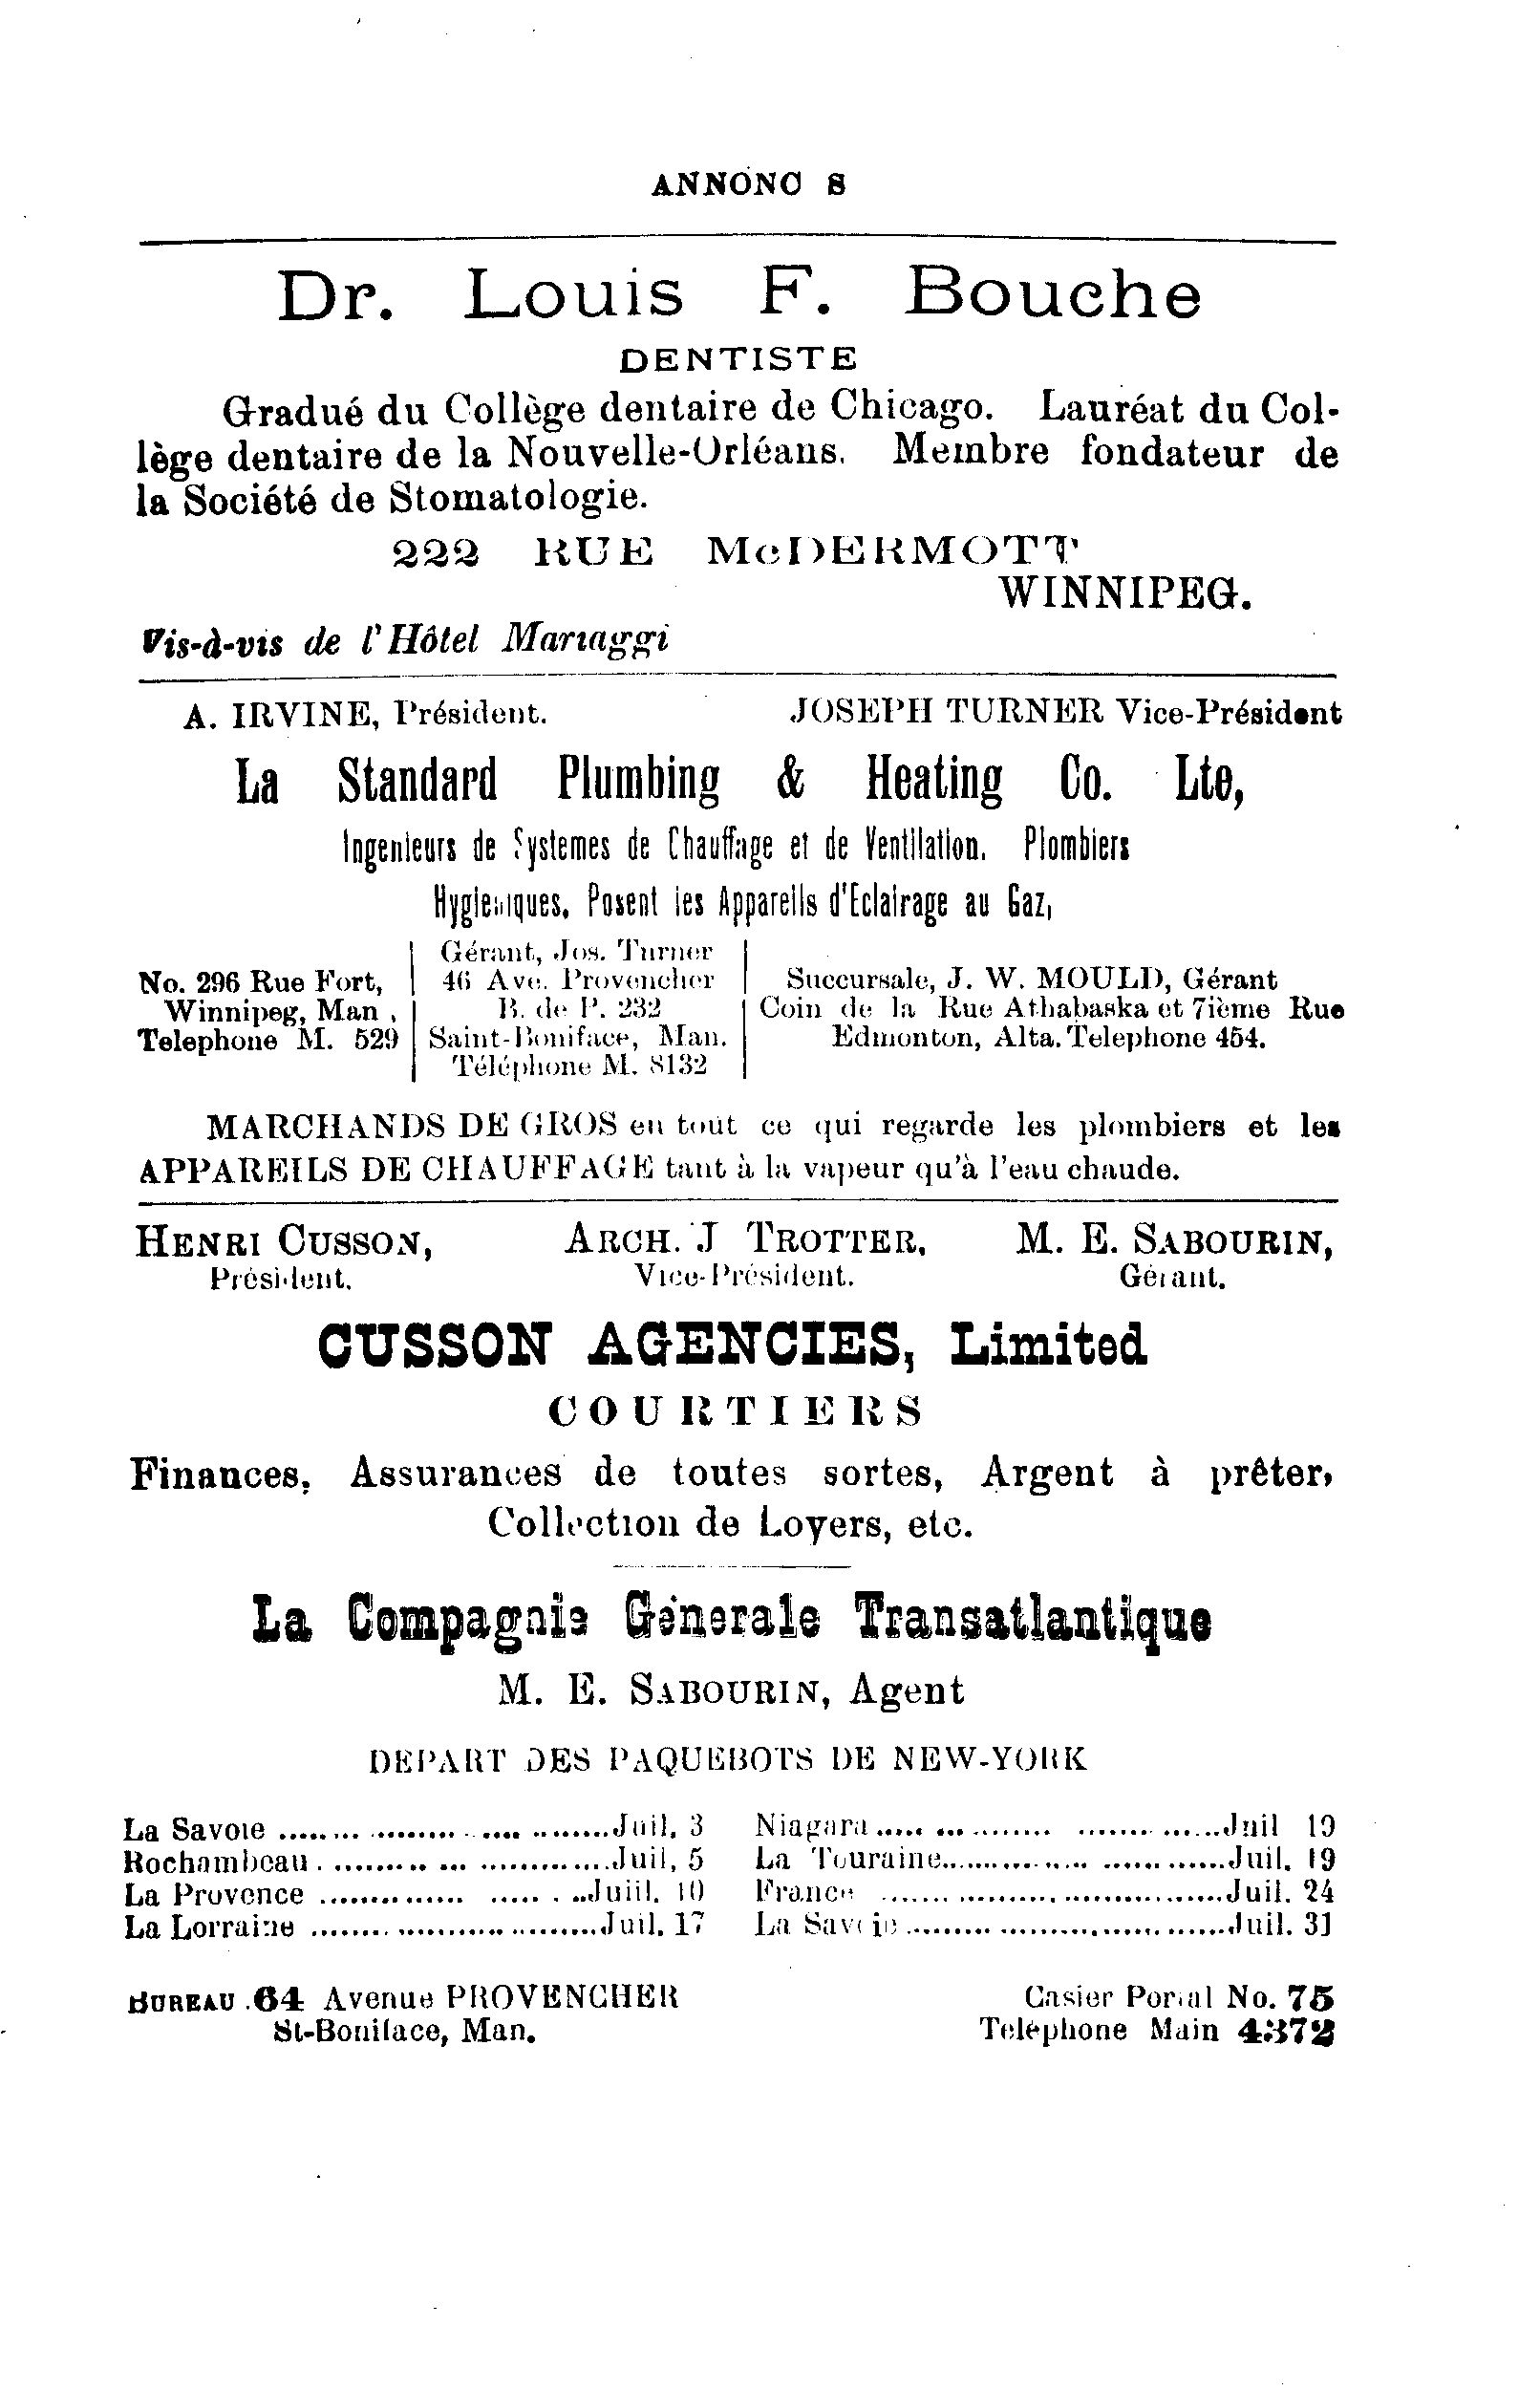 ANNONC S
Dr. Louis F. Bouche
DENTISTE
Gradué du Collège dentaire de Chicago. Lauréat du Col-
lège dentaire de la Nouvelle-Orléans. Membre fondateur de
la Société de Stomatologie.
222 RUE McDERMOTT
WINNIPEG.
Vis-à-vis de l'Hôtel Mariaggi
A. IRVINE, Président. JOSEPH TURNER Vice-Président
La Standard Plumbing & Heating Co. Lte,
Ingenieurs de Systemes de Chauffage et de Ventilation. Plombiers
Hygieniques. Posent les Appareils d'Eclairage au Gaz,
No. 296 Rue Fort,
Winnipeg, Man.,
Telephone M. 529
Gérant, Jos. Turner
46 Ave. Provencher
B. de P. 232
Saint-Boniface, Man.
Téléphone M. 8132
Succursale, J. W. MOULD, Gérant
Coin de la Rue Athabaska et 7ième Rue
Edmonton, Alta. Telephone 454.
MARCHANDS DE GROS en tout ce qui regarde les plombiers et les
APPAREILS DE CHAUFFAGE tant à la vapeur qu'à l'eau chaude.
HENRI CUSSON, ARCH. J TROTTER, M. E. SABOURIN,
Président. Vice-Président. Gérant.
CUSSON AGENCIES, Limited
COURTIERS
Finances, Assurances de toutes sortes, Argent à prêter,
Collection de Loyers, etc.
La Compagnie Génerale Transatlantique
M. E. SABOURIN, Agent
DEPART DES PAQUEBOTS DE NEW-YORK
La Savoie ........ Juil. 3
Rochambeau ........ Juil, 5
La Provence ........ Juiil. 10
La Lorraine ........ Juil. 17
Niagara ........ Juil 19
La Touraine ........ Juil. 19
France ........ Juil. 24
La Savoie ........ Juil. 31
BUREAU . 64 Avenue PROVENCHER
St-Boniface, Man.
Casier Postal No. 75
Teléphone Main 4372